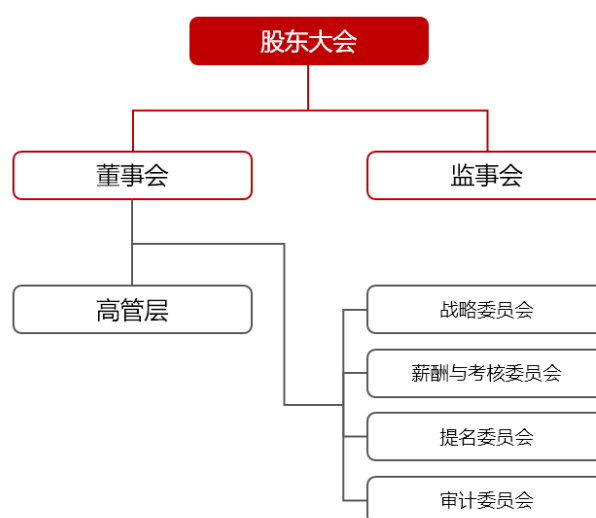 股东大会
董事会
监事会
高管层
战略委员会
薪酬与考核委员会
提名委员会
审计委员会